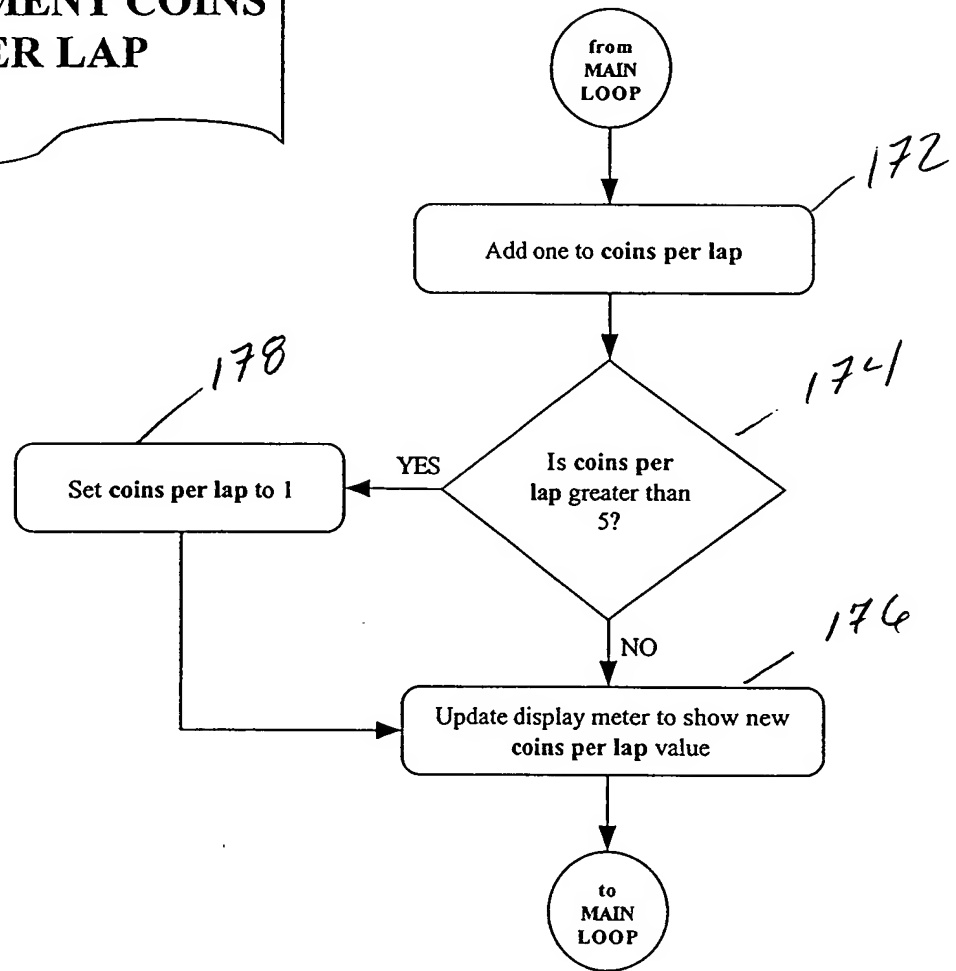 MENT COINS
ER LAP
from
MAIN
LOOP
172
Add one to coins per lap
178
174
YES
Set coins per lap to 1
Is coins per
lap greater than
5?
176
NO
Update display meter to show new
coins per lap value
to
MAIN
LOOP